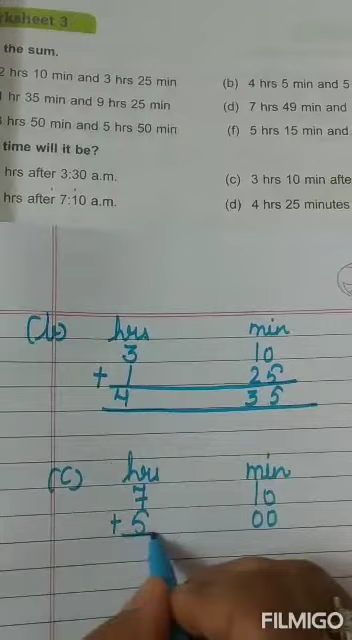 ksheet 3
the sum.
2 hrs 10 min and 3 hrs 25 min
(b) 4 hrs 5 min and 5
hr 35 min and 9 hrs 25 min
(d) 7 hrs 49 min and
hrs 50 min and 5 hrs 50 min
(f) 5 hrs 15 min and
time will it be?
hrs after 3:30 a.m.
(c) 3 hrs 10 min afte
hrs after 7:10 a.m.
(d) 4 hrs 25 minutes
(b) hrs min
3 10
+ 1 25
4 35
(c) hrs min
7 10
+ 5 00
FILMIGO